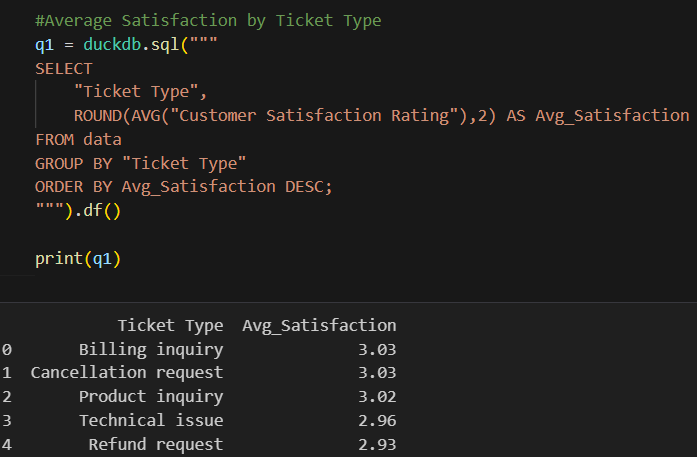 #Average Satisfaction by Ticket Type
q1 = duckdb.sql("""
SELECT
    "Ticket Type",
    ROUND(AVG("Customer Satisfaction Rating"),2) AS Avg_Satisfaction
FROM data
GROUP BY "Ticket Type"
ORDER BY Avg_Satisfaction DESC;
""").df()

print(q1)

            Ticket Type  Avg_Satisfaction
0       Billing inquiry              3.03
1  Cancellation request              3.03
2       Product inquiry              3.02
3       Technical issue              2.96
4        Refund request              2.93